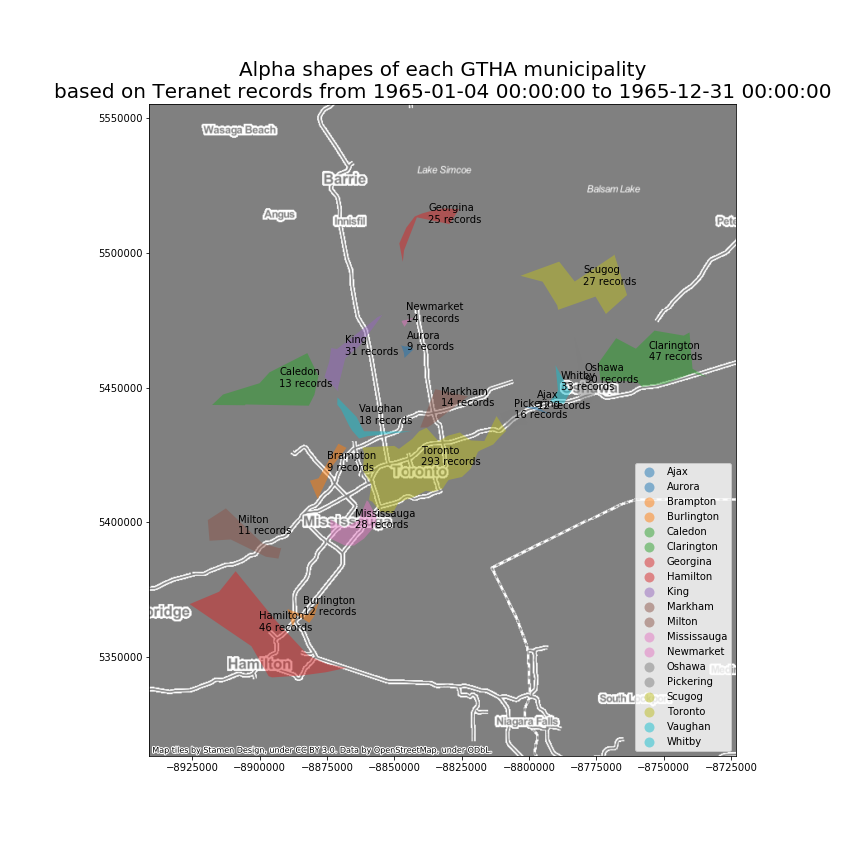 Alpha shapes of each GTHA municipality
based on Teranet records from 1965-01-04 00:00:00 to 1965-12-31 00:00:00
5550000
5500000
5450000
5400000
5350000
Wasaga Beach
Barrie
Lake Simcoe
Balsam Lake
Angus
Innisfil
Georgina
25 records
Scugog
27 records
Newmarket
14 records
Aurora
9 records
King
31 records
Clarington
47 records
Caledon
13 records
Oshawa
Whitby
33 records
Ajax
records
Pickering
16 records
Markham
14 records
Vaughan
18 records
Brampton
9 records
Toronto
293 records
Toronto
Mississauga
28 records
Milton
11 records
Burlington
12 records
Hamilton
46 records
Hamilton
Niagara Falls
Ajax
Aurora
Brampton
Burlington
Caledon
Clarington
Georgina
Hamilton
King
Markham
Milton
Mississauga
Newmarket
Oshawa
Pickering
Scugog
Toronto
Vaughan
Whitby
Map tiles by Stamen Design, under CC BY 3.0. Data by OpenStreetMap, under ODbL.
−8925000 −8900000 −8875000 −8850000 −8825000 −8800000 −8775000 −8750000 −8725000